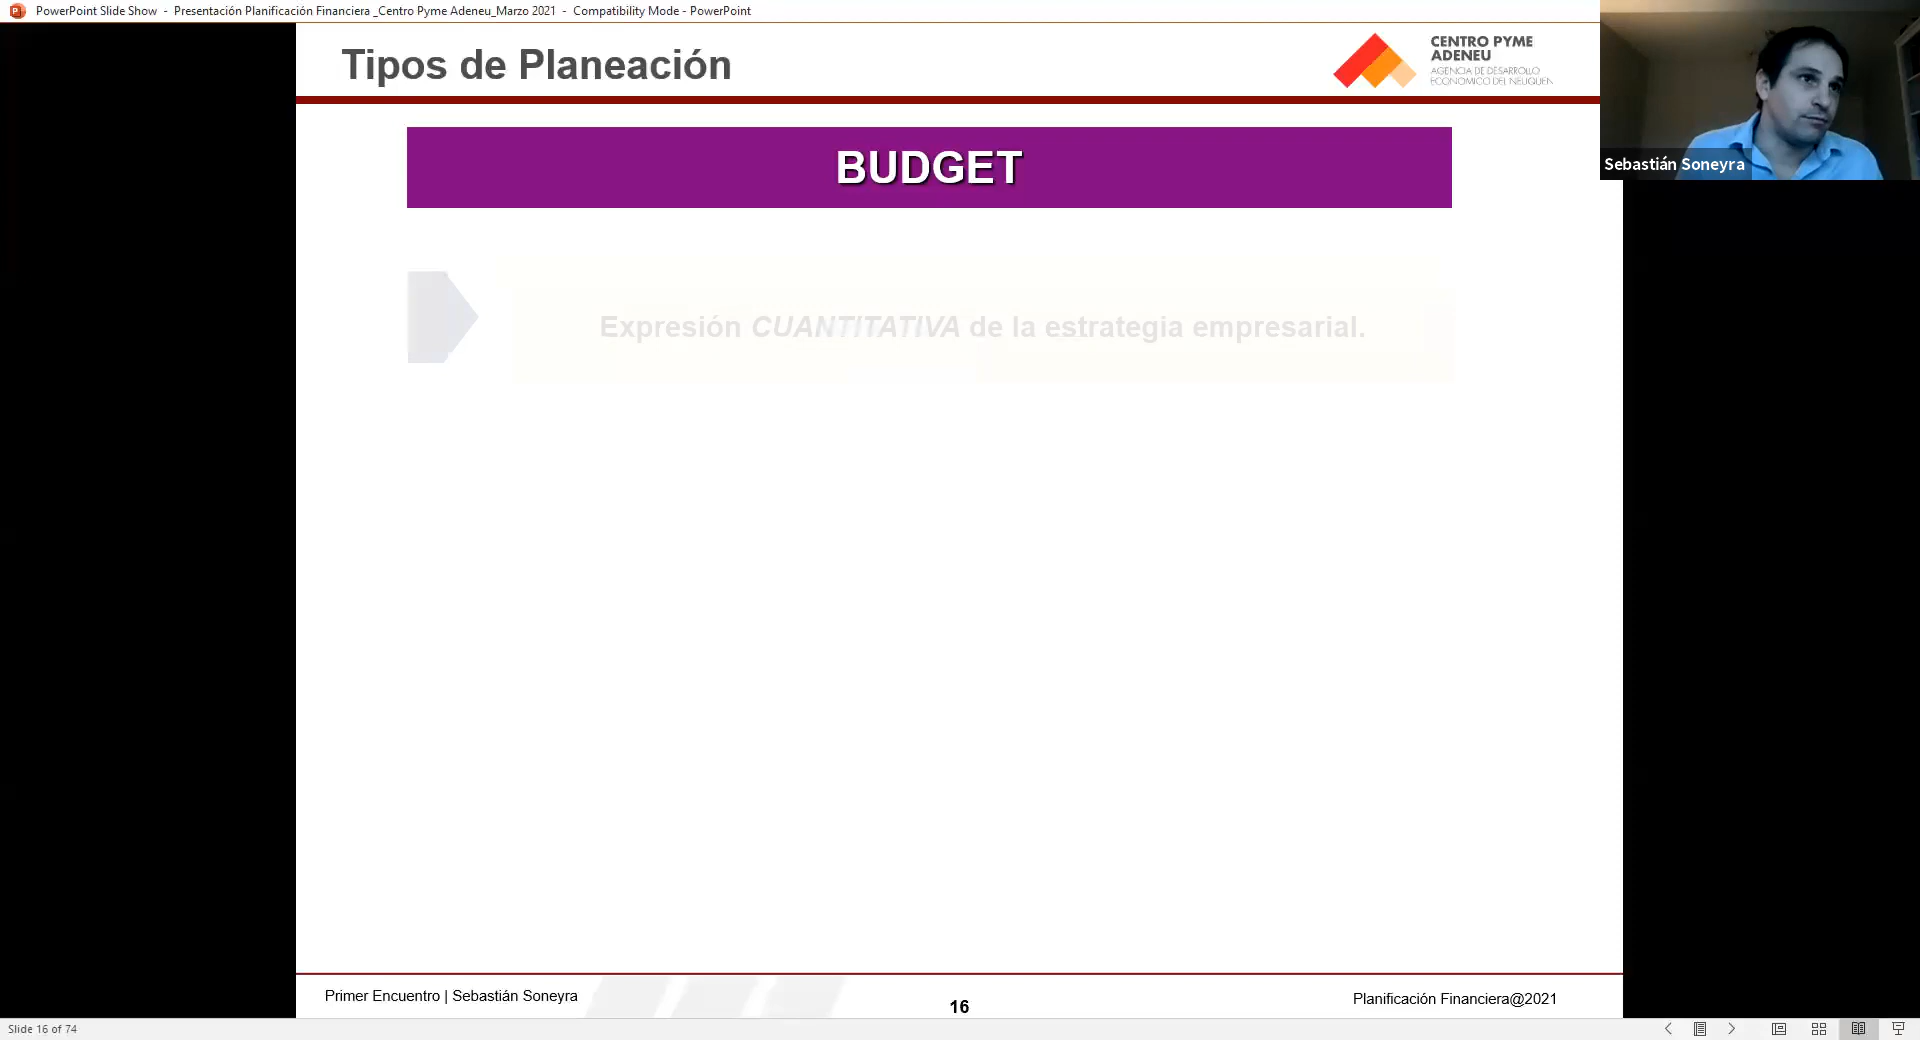 PowerPoint Slide Show - Presentación Planificación Financiera _Centro Pyme Adeneu_Marzo 2021 - Compatibility Mode - PowerPoint
Tipos de Planeación
CENTRO PYME
ADENEU
AGENCIA DE DESARROLLO
ECONOMICO DEL NEUQUEN
Sebastián Soneyra
BUDGET
Expresión CUANTITATIVA de la estrategia empresarial.
Primer Encuentro | Sebastián Soneyra
16
Planificación Financiera@2021
Slide 16 of 74